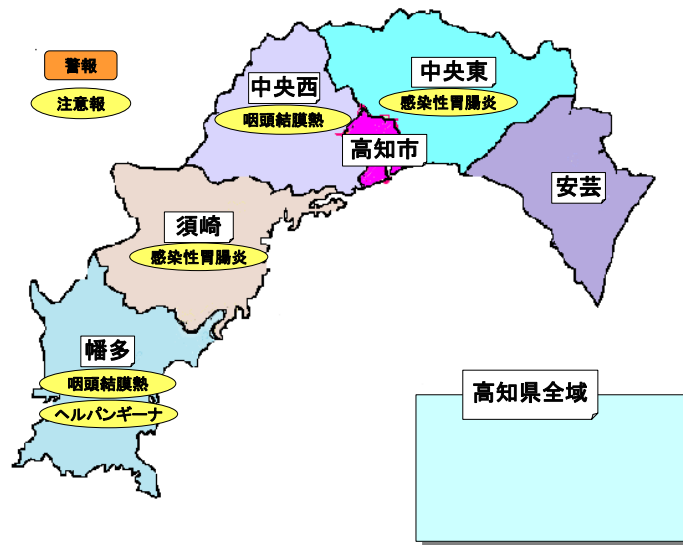 警報
注意報
中央西
咽頭結膜熱
中央東
感染性胃腸炎
高知市
安芸
須崎
感染性胃腸炎
幡多
咽頭結膜熱
ヘルパンギーナ
高知県全域